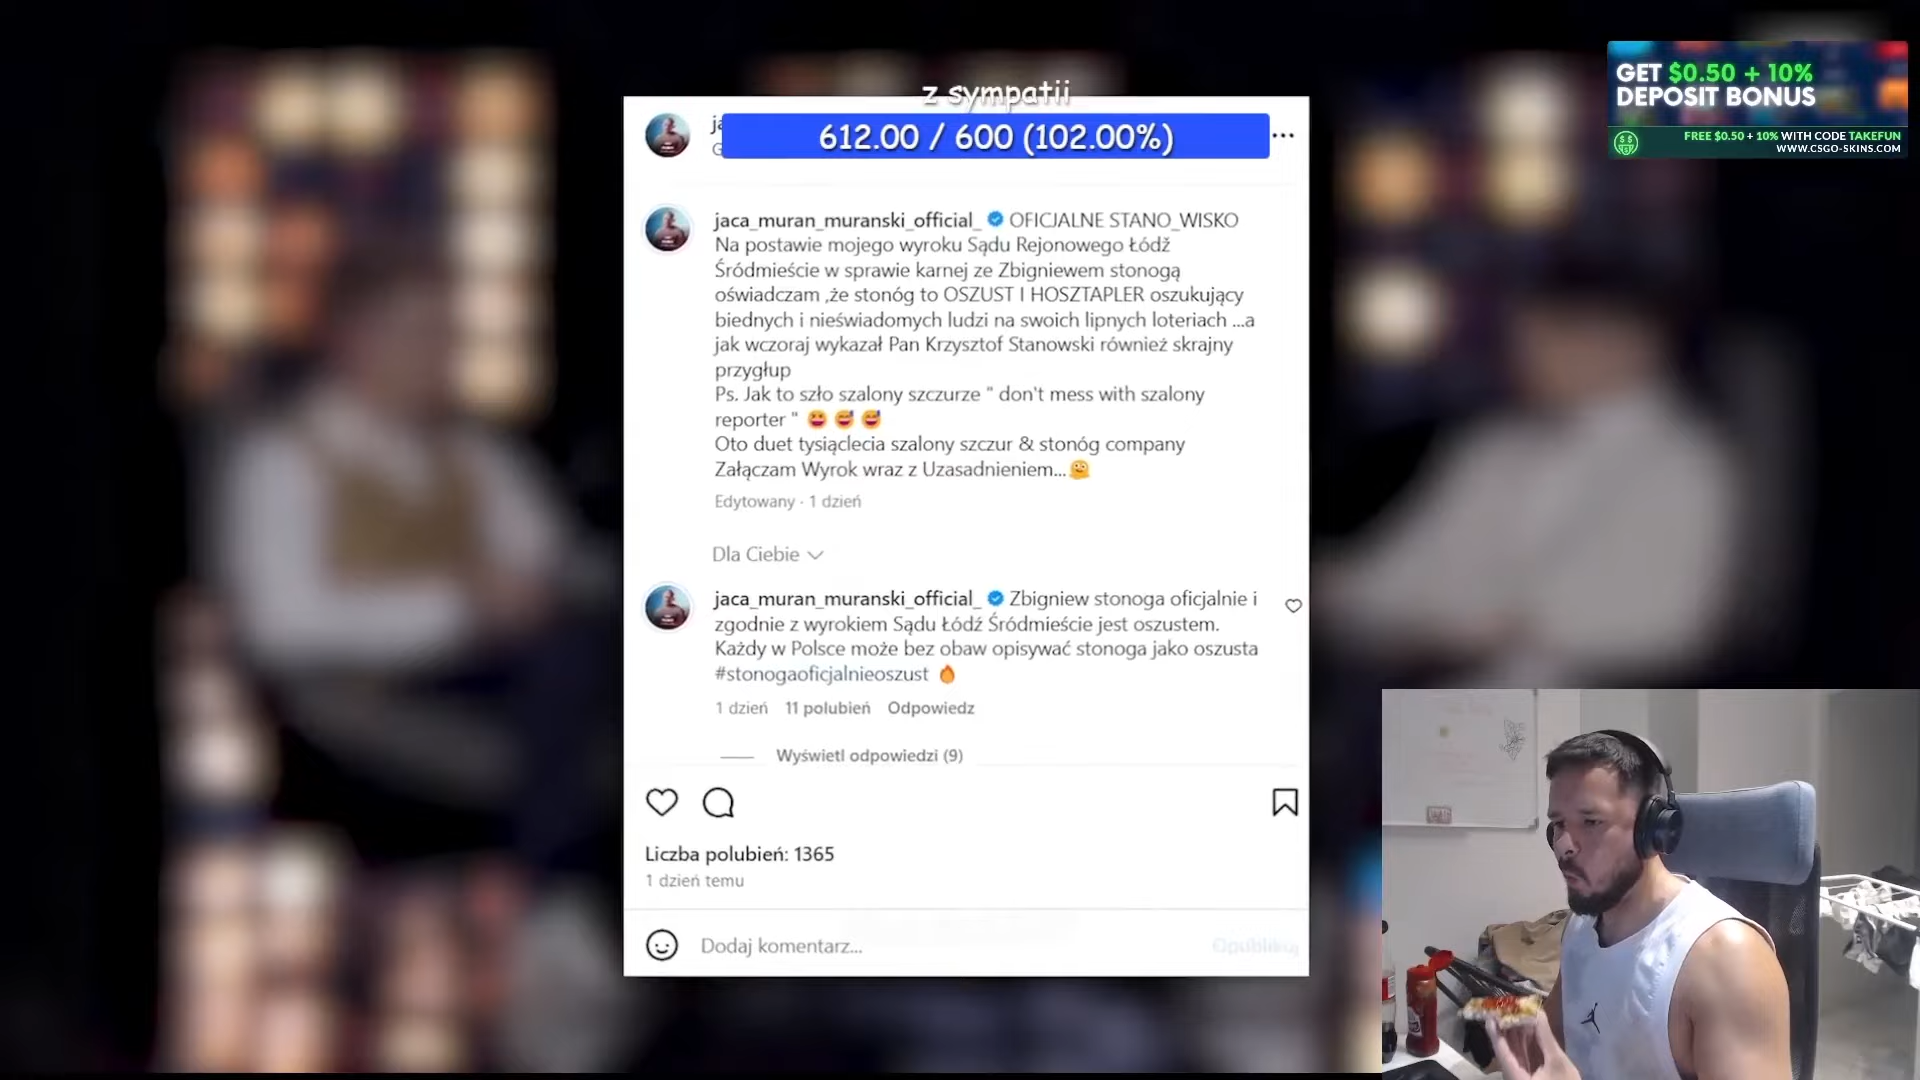 z sympatii
612.00 / 600 (102.00%)
GET $0.50 + 10%
DEPOSIT BONUS
FREE $0.50 + 10% WITH CODE TAKEFUN
WWW.CSGO-SKINS.COM
jaca_muran_muranski_official_ OFICJALNE STANO_WISKO
Na postawie mojego wyroku Sądu Rejonowego Łódź
Śródmieście w sprawie karnej ze Zbigniewem stonogą
oświadczam ,że stonóg to OSZUST I HOSZTAPLER oszukujący
biednych i nieświadomych ludzi na swoich lipnych loteriach ...a
jak wczoraj wykazał Pan Krzysztof Stanowski również skrajny
przygłup
Ps. Jak to szło szalony szczurze " don't mess with szalony
reporter " 😆 😅 😅
Oto duet tysiąclecia szalony szczur & stonóg company
Załączam Wyrok wraz z Uzasadnieniem...🫠
Edytowany · 1 dzień
Dla Ciebie
jaca_muran_muranski_official_ Zbigniew stonoga oficjalnie i
zgodnie z wyrokiem Sądu Łódź Śródmieście jest oszustem.
Każdy w Polsce może bez obaw opisywać stonoga jako oszusta
#stonogaoficjalnieoszust 🔥
1 dzień 11 polubień Odpowiedz
Wyświetl odpowiedzi (9)
Liczba polubień: 1365
1 dzień temu
Dodaj komentarz...
Opublikuj